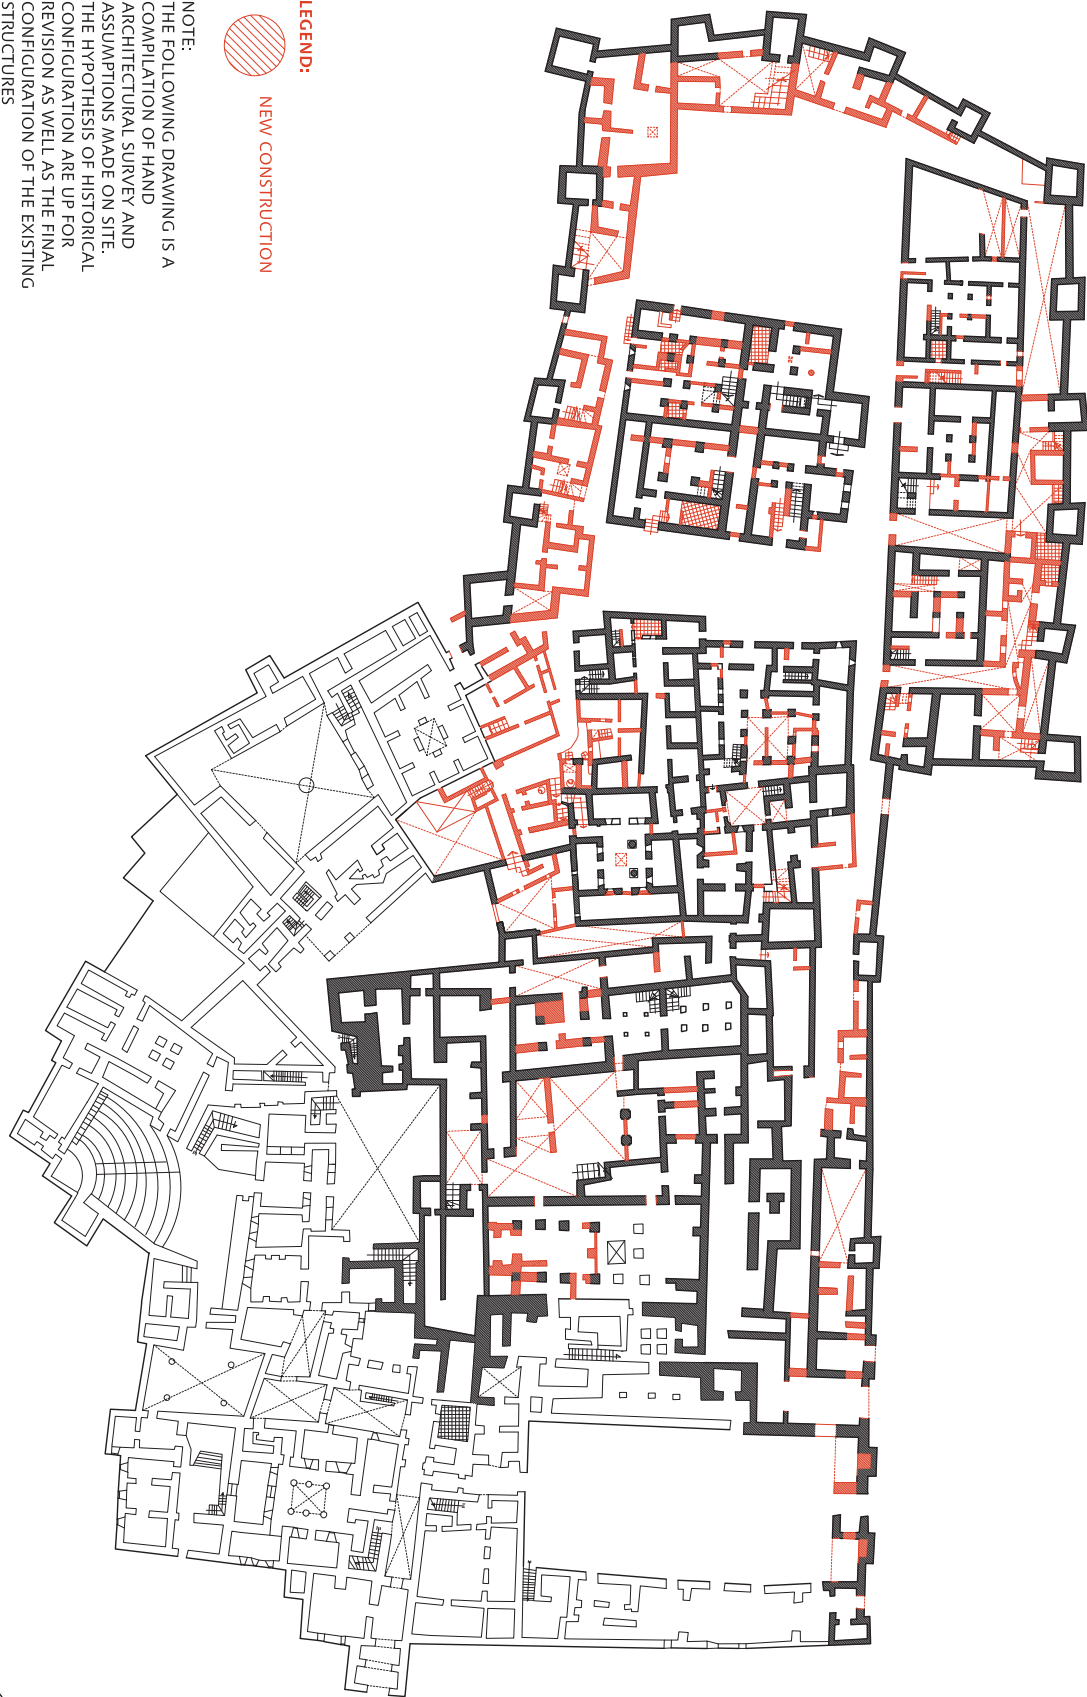 LEGEND:
NEW CONSTRUCTION
NOTE:
THE FOLLOWING DRAWING IS A
COMPILATION OF HAND
ARCHITECTURAL SURVEY AND
ASSUMPTIONS MADE ON SITE.
THE HYPOTHESIS OF HISTORICAL
CONFIGURATION ARE UP FOR
REVISION AS WELL AS THE FINAL
CONFIGURATION OF THE EXISTING
STRUCTURES